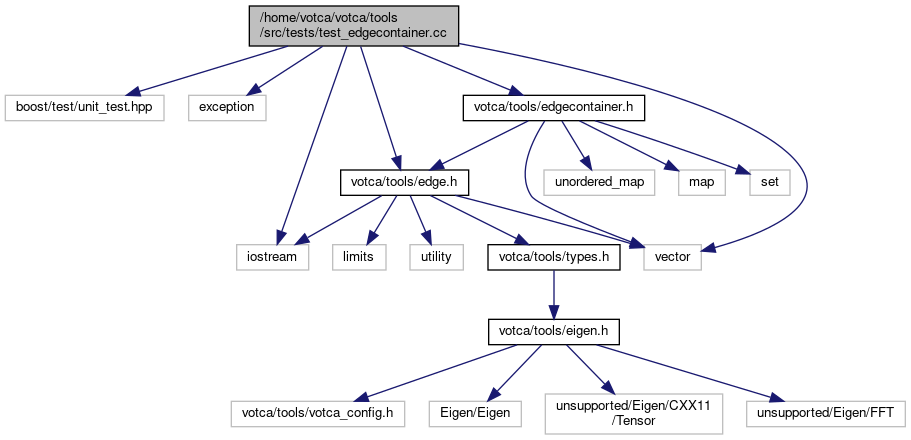 /home/votca/votca/tools
/src/tests/test_edgecontainer.cc
boost/test/unit_test.hpp
exception
votca/tools/edgecontainer.h
votca/tools/edge.h
unordered_map
map
set
iostream
limits
utility
votca/tools/types.h
vector
votca/tools/eigen.h
votca/tools/votca_config.h
Eigen/Eigen
unsupported/Eigen/CXX11
/Tensor
unsupported/Eigen/FFT